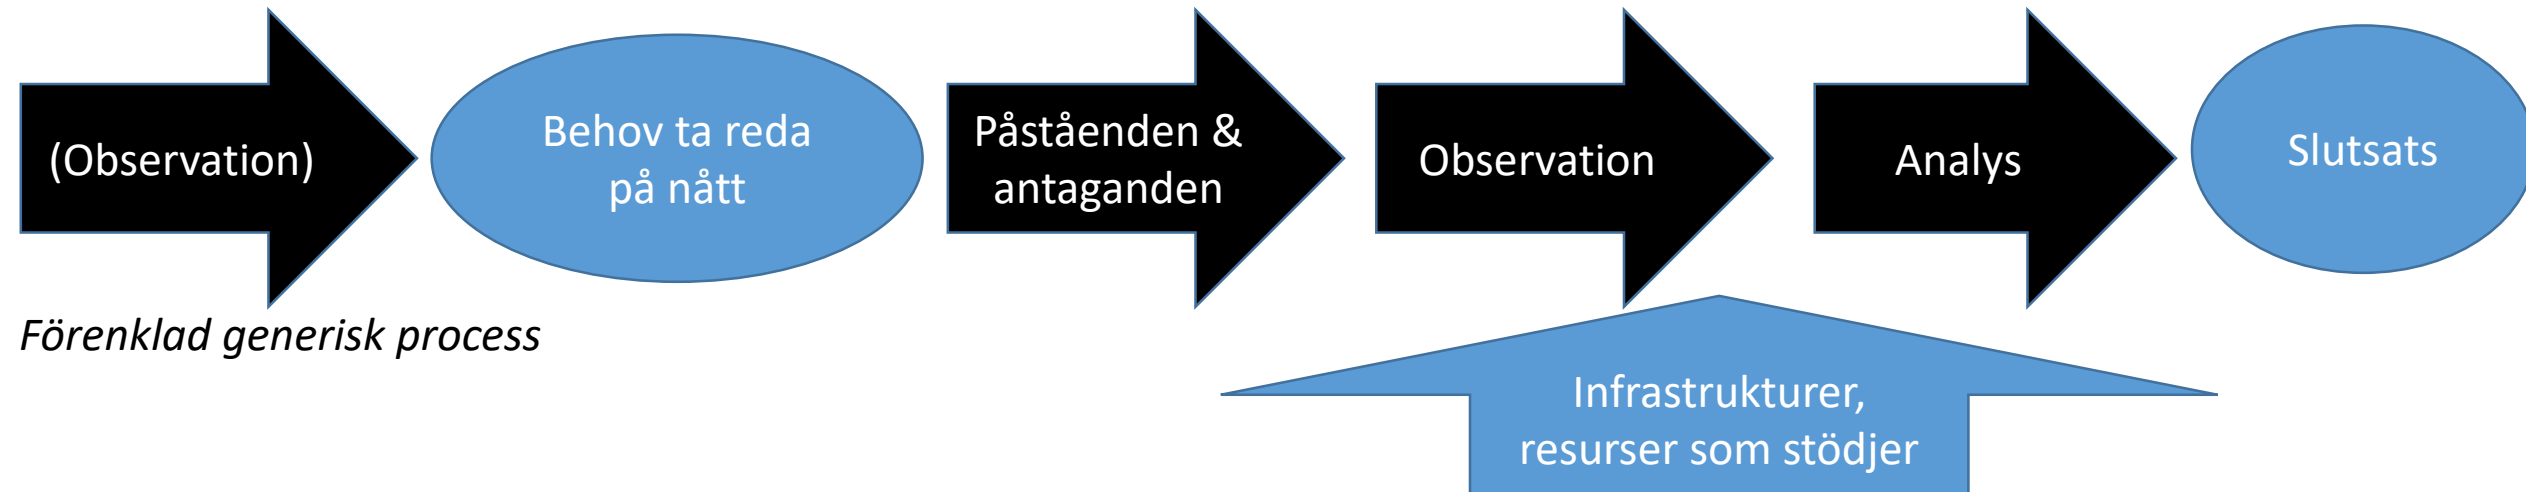 (Observation)
Behov ta reda
på nått
Påståenden &
antaganden
Observation
Analys
Slutsats
Förenklad generisk process
Infrastrukturer,
resurser som stödjer